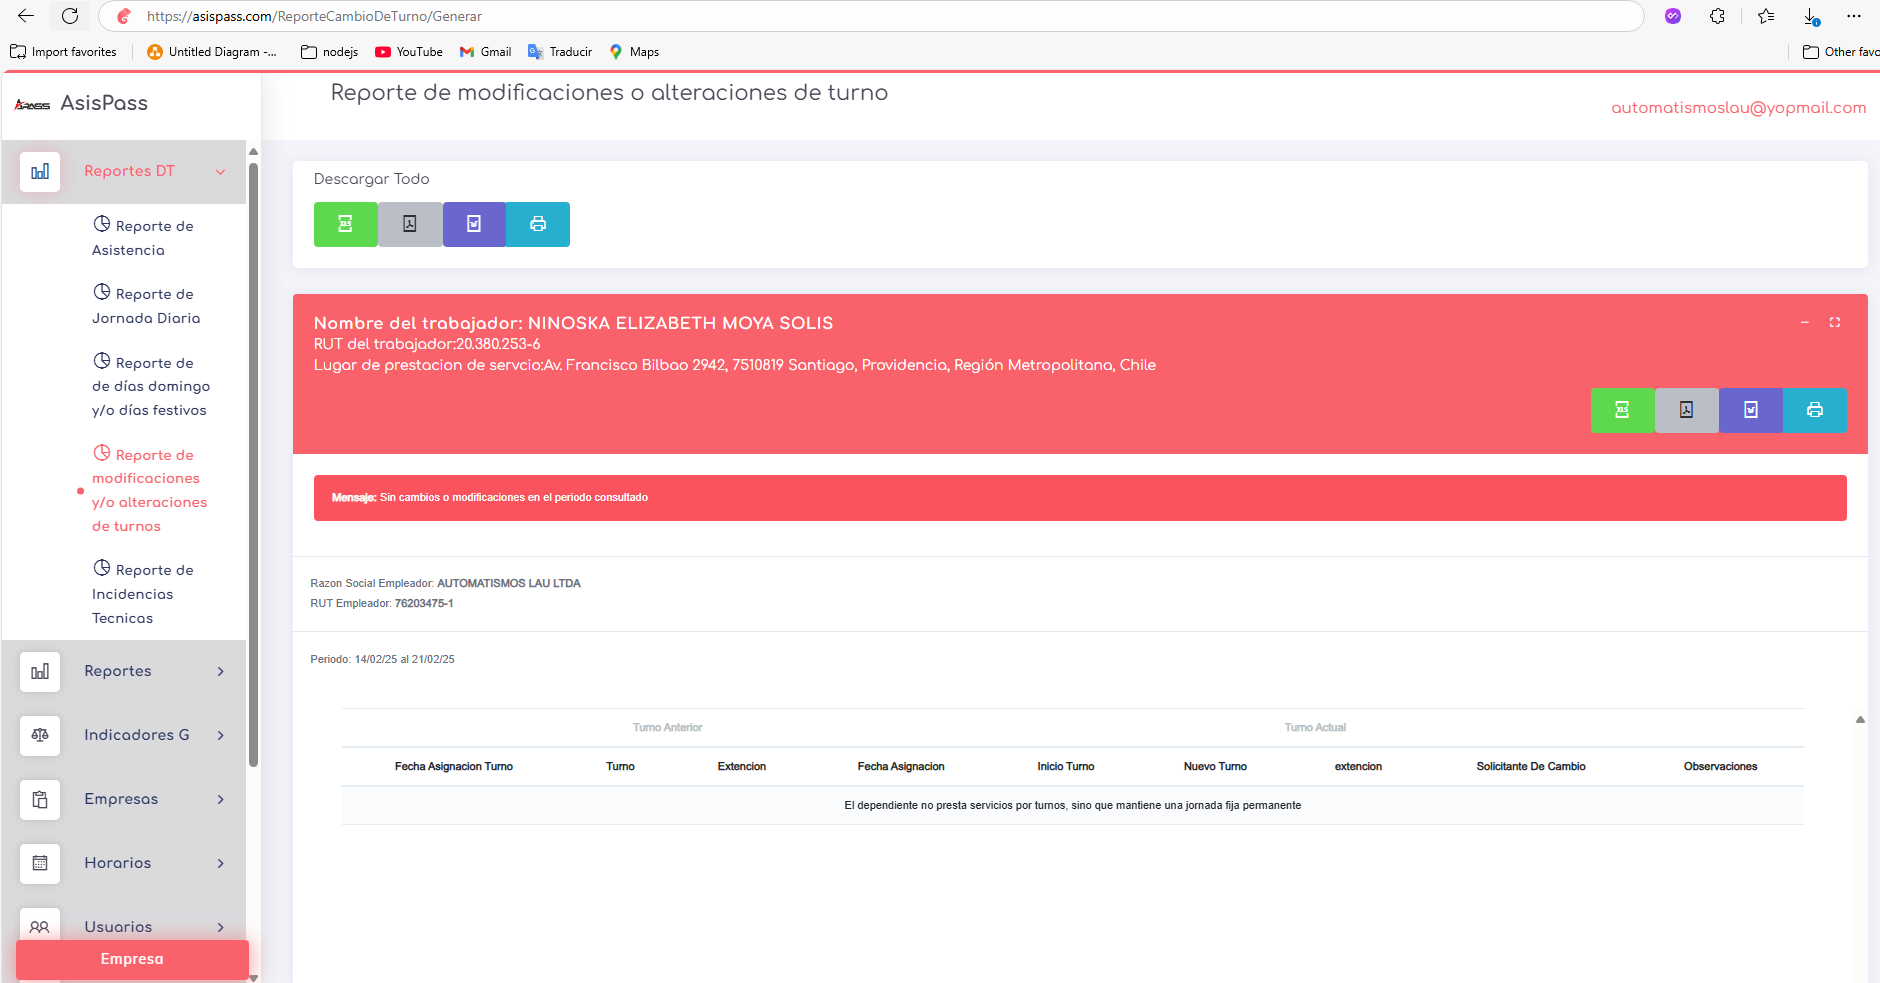 https://asispass.com/ReporteCambioDeTurno/Generar
Import favorites
Untitled Diagram -...
nodejs
YouTube
Gmail
Traducir
Maps
Other favo
AsisPass
Reporte de modificaciones o alteraciones de turno
automatismoslau@yopmail.com
Reportes DT
Reporte de
Asistencia
Reporte de
Jornada Diaria
Reporte de
de días domingo
y/o días festivos
Reporte de
modificaciones
y/o alteraciones
de turnos
Reporte de
Incidencias
Tecnicas
Reportes
Indicadores G
Empresas
Horarios
Usuarios
Empresa
Descargar Todo
XLS
Nombre del trabajador: NINOSKA ELIZABETH MOYA SOLIS
RUT del trabajador:20.380.253-6
Lugar de prestacion de servcio:Av. Francisco Bilbao 2942, 7510819 Santiago, Providencia, Región Metropolitana, Chile
XLS
Mensaje: Sin cambios o modificaciones en el periodo consultado
Razon Social Empleador: AUTOMATISMOS LAU LTDA
RUT Empleador: 76203475-1
Periodo: 14/02/25 al 21/02/25
Turno Anterior Turno Actual
Fecha Asignacion Turno Turno Extencion Fecha Asignacion Inicio Turno Nuevo Turno extencion Solicitante De Cambio Observaciones
El dependiente no presta servicios por turnos, sino que mantiene una jornada fija permanente